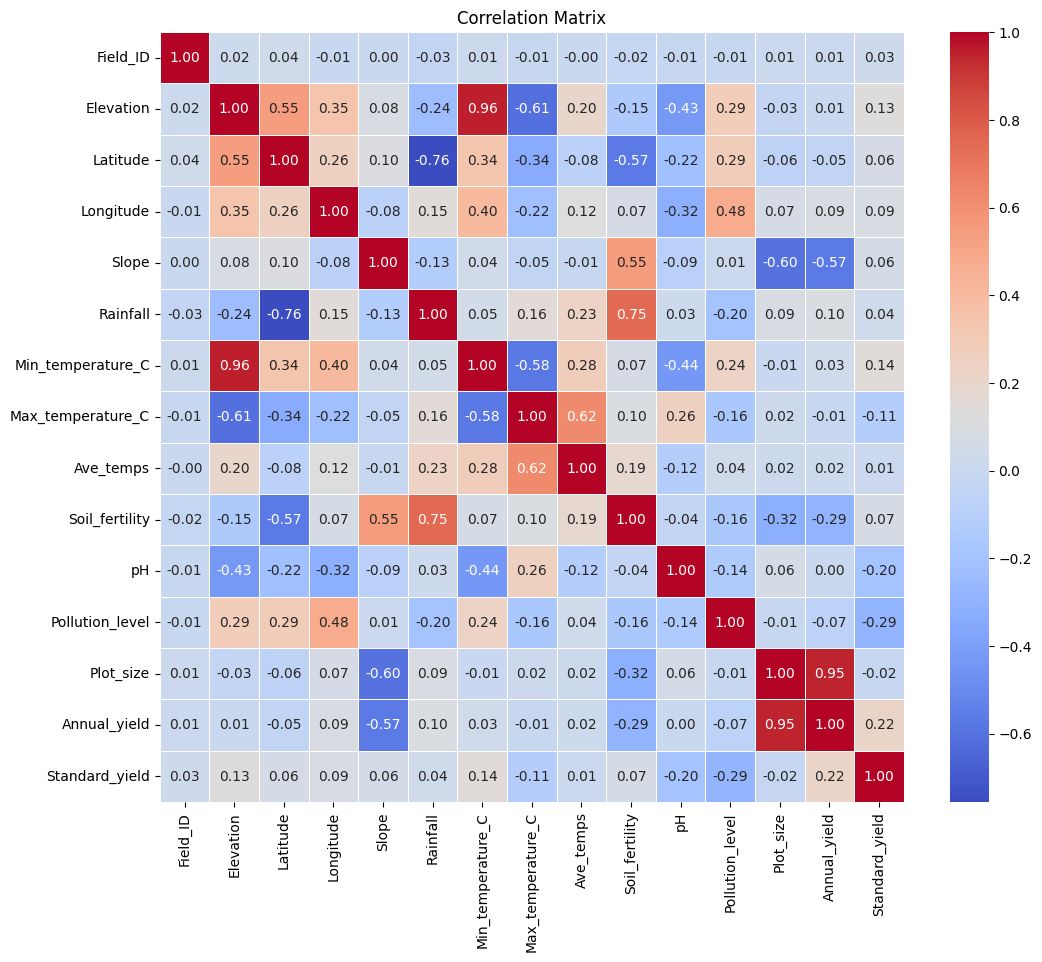 Correlation Matrix
Field_ID 1.00 0.02 0.04 -0.01 0.00 -0.03 0.01 -0.01 -0.00 -0.02 -0.01 -0.01 0.01 0.01 0.03
Elevation 0.02 1.00 0.55 0.35 0.08 -0.24 0.96 -0.61 0.20 -0.15 -0.43 0.29 -0.03 0.01 0.13
Latitude 0.04 0.55 1.00 0.26 0.10 -0.76 0.34 -0.34 -0.08 -0.57 -0.22 0.29 -0.06 -0.05 0.06
Longitude -0.01 0.35 0.26 1.00 -0.08 0.15 0.40 -0.22 0.12 0.07 -0.32 0.48 0.07 0.09 0.09
Slope 0.00 0.08 0.10 -0.08 1.00 -0.13 0.04 -0.05 -0.01 0.55 -0.09 0.01 -0.60 -0.57 0.06
Rainfall -0.03 -0.24 -0.76 0.15 -0.13 1.00 0.05 0.16 0.23 0.75 0.03 -0.20 0.09 0.10 0.04
Min_temperature_C 0.01 0.96 0.34 0.40 0.04 0.05 1.00 -0.58 0.28 0.07 -0.44 0.24 -0.01 0.03 0.14
Max_temperature_C -0.01 -0.61 -0.34 -0.22 -0.05 0.16 -0.58 1.00 0.62 0.10 0.26 -0.16 0.02 -0.01 -0.11
Ave_temps -0.00 0.20 -0.08 0.12 -0.01 0.23 0.28 0.62 1.00 0.19 -0.12 0.04 0.02 0.02 0.01
Soil_fertility -0.02 -0.15 -0.57 0.07 0.55 0.75 0.07 0.10 0.19 1.00 -0.04 -0.16 -0.32 -0.29 0.07
pH -0.01 -0.43 -0.22 -0.32 -0.09 0.03 -0.44 0.26 -0.12 -0.04 1.00 -0.14 0.06 0.00 -0.20
Pollution_level -0.01 0.29 0.29 0.48 0.01 -0.20 0.24 -0.16 0.04 -0.16 -0.14 1.00 -0.01 -0.07 -0.29
Plot_size 0.01 -0.03 -0.06 0.07 -0.60 0.09 -0.01 0.02 0.02 -0.32 0.06 -0.01 1.00 0.95 -0.02
Annual_yield 0.01 0.01 -0.05 0.09 -0.57 0.10 0.03 -0.01 0.02 -0.29 0.00 -0.07 0.95 1.00 0.22
Standard_yield 0.03 0.13 0.06 0.09 0.06 0.04 0.14 -0.11 0.01 0.07 -0.20 -0.29 -0.02 0.22 1.00
Field_ID Elevation Latitude Longitude Slope Rainfall Min_temperature_C Max_temperature_C Ave_temps Soil_fertility pH Pollution_level Plot_size Annual_yield Standard_yield
1.0
0.8
0.6
0.4
0.2
0.0
−0.2
−0.4
−0.6